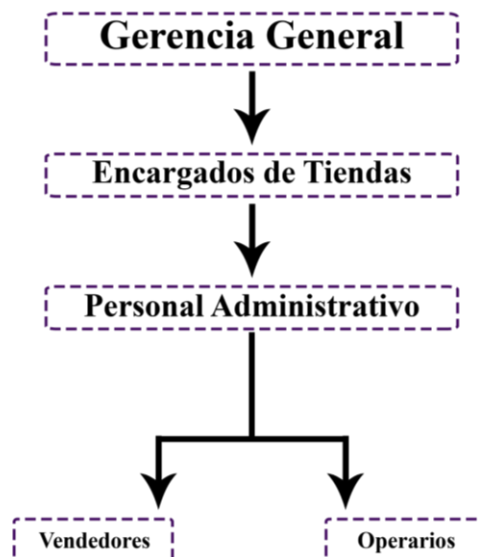 Gerencia General
Encargados de Tiendas
Personal Administrativo
Vendedores
Operarios